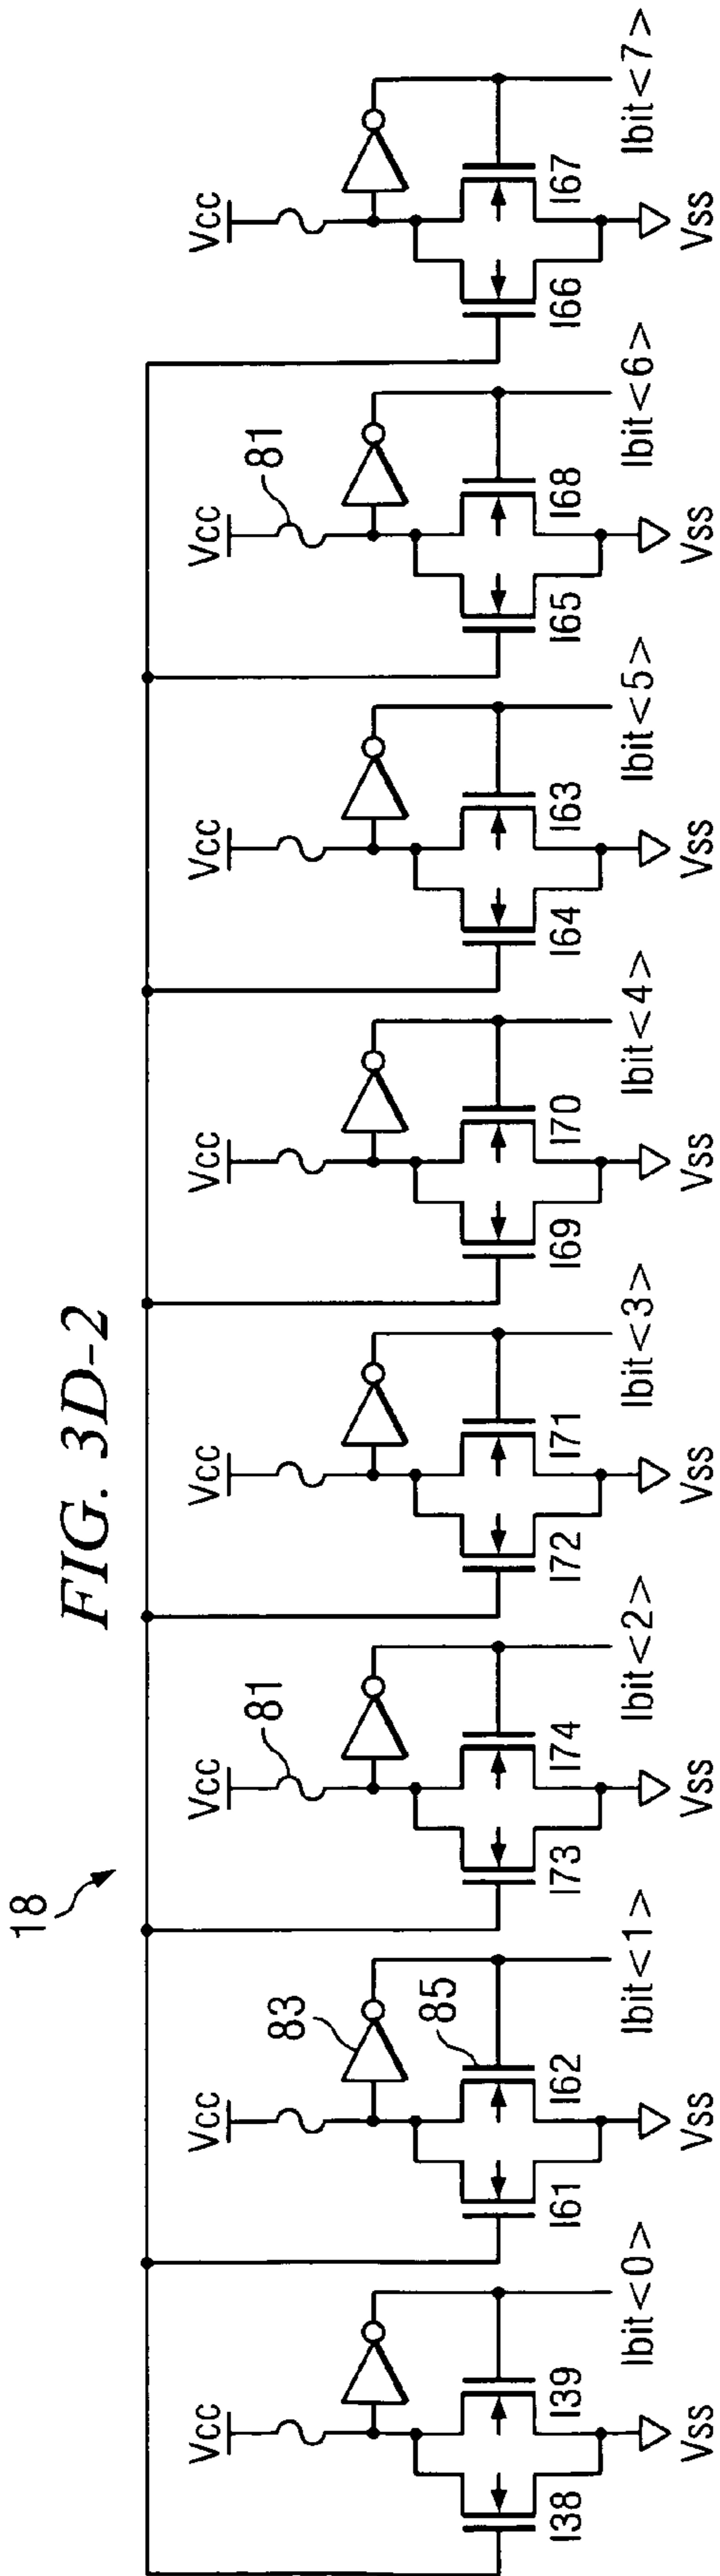 FIG. 3D-2
18
Vcc Vcc Vcc Vcc Vcc Vcc Vcc Vcc
83 81 81
85
I38 I39 I61 I62 I73 I74 I72 I71 I69 I70 I64 I63 I65 I68 I66 I67
Ibit<0> Ibit<1> Ibit<2> Ibit<3> Ibit<4> Ibit<5> Ibit<6> Ibit<7>
Vss Vss Vss Vss Vss Vss Vss Vss